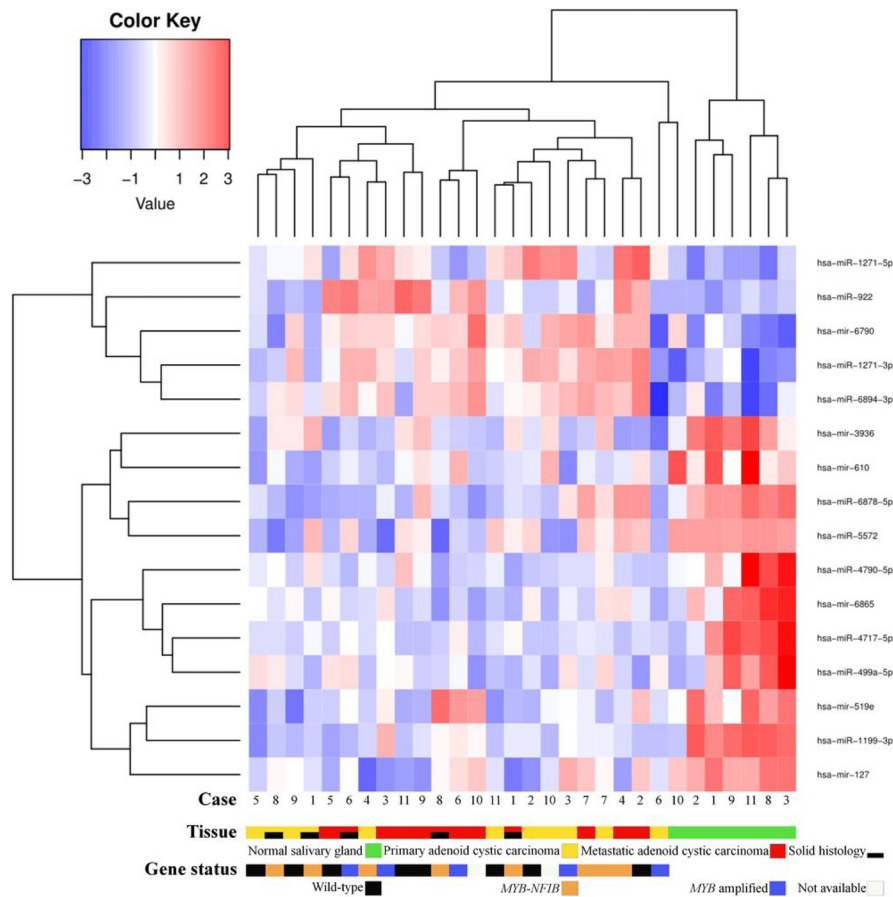 Color Key
−3 −1 1 2 3
Value
hsa−miR−1271−5p
hsa−miR−922
hsa−mir−6790
hsa−miR−1271−3p
hsa−miR−6894−3p
hsa−mir−3936
hsa−mir−610
hsa−miR−6878−5p
hsa−miR−5572
hsa−miR−4790−5p
hsa−mir−6865
hsa−miR−4717−5p
hsa−miR−499a−5p
hsa−mir−519e
hsa−miR−1199−3p
hsa−mir−127
Case 5 8 9 1 5 6 4 3 11 9 8 6 10 11 1 2 10 3 7 7 4 2 6 10 2 1 9 11 8 3
Tissue
Normal salivary gland Primary adenoid cystic carcinoma Metastatic adenoid cystic carcinoma Solid histology
Gene status
Wild-type MYB-NFIB MYB amplified Not available